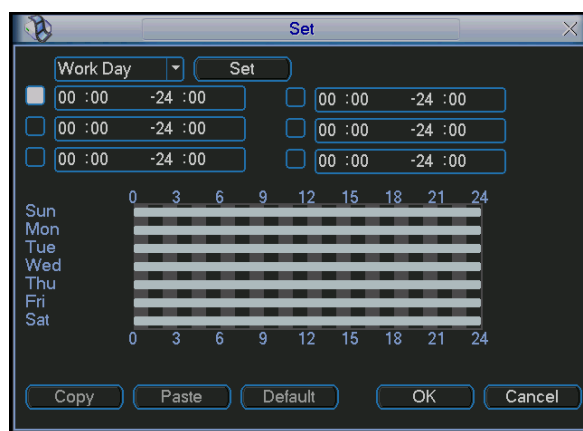 Set
Work Day Set
00 :00 -24 :00 00 :00 -24 :00
00 :00 -24 :00 00 :00 -24 :00
00 :00 -24 :00 00 :00 -24 :00
0 3 6 9 12 15 18 21 24
Sun
Mon
Tue
Wed
Thu
Fri
Sat
0 3 6 9 12 15 18 21 24
Copy Paste Default OK Cancel